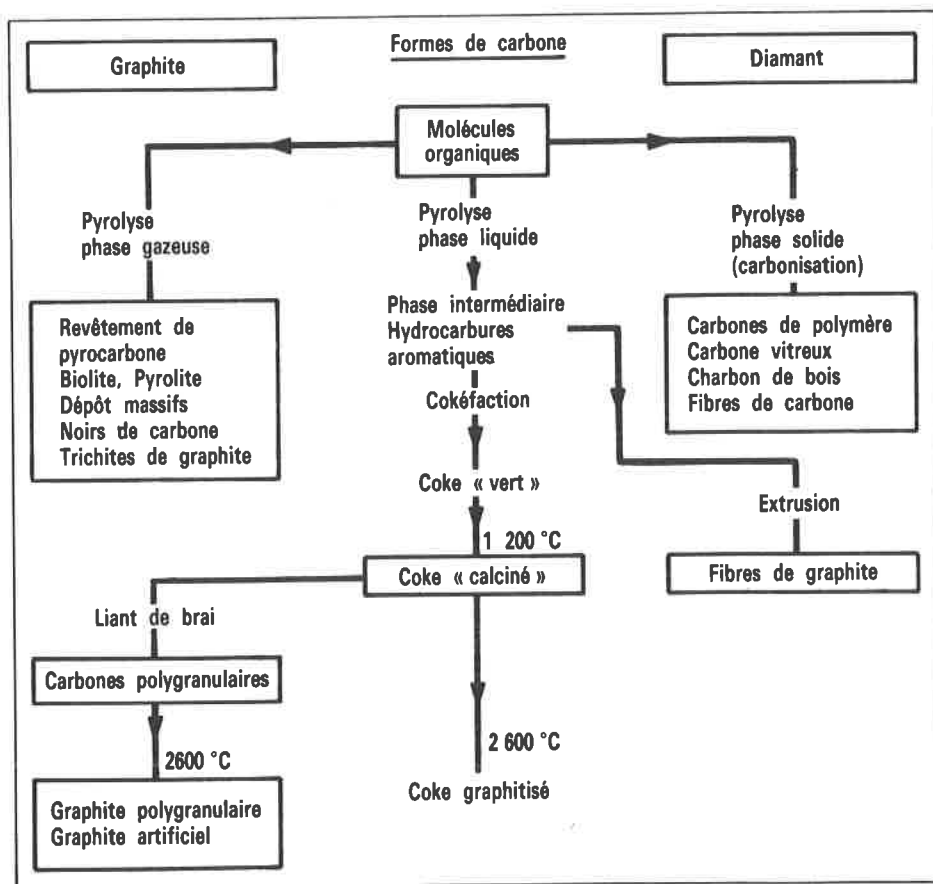 Formes de carbone
Graphite
Diamant
Molécules
organiques
Pyrolyse
phase gazeuse
Pyrolyse
phase liquide
Pyrolyse
phase solide
(carbonisation)
Revêtement de
pyrocarbone
Biolite, Pyrolite
Dépôt massifs
Noirs de carbone
Trichites de graphite
Phase intermédiaire
Hydrocarbures
aromatiques
Carbones de polymère
Carbone vitreux
Charbon de bois
Fibres de carbone
Cokéfaction
Coke « vert »
Extrusion
1 200 °C
Coke « calciné »
Fibres de graphite
Liant de brai
Carbones polygranulaires
2600 °C
2 600 °C
Graphite polygranulaire
Graphite artificiel
Coke graphitisé